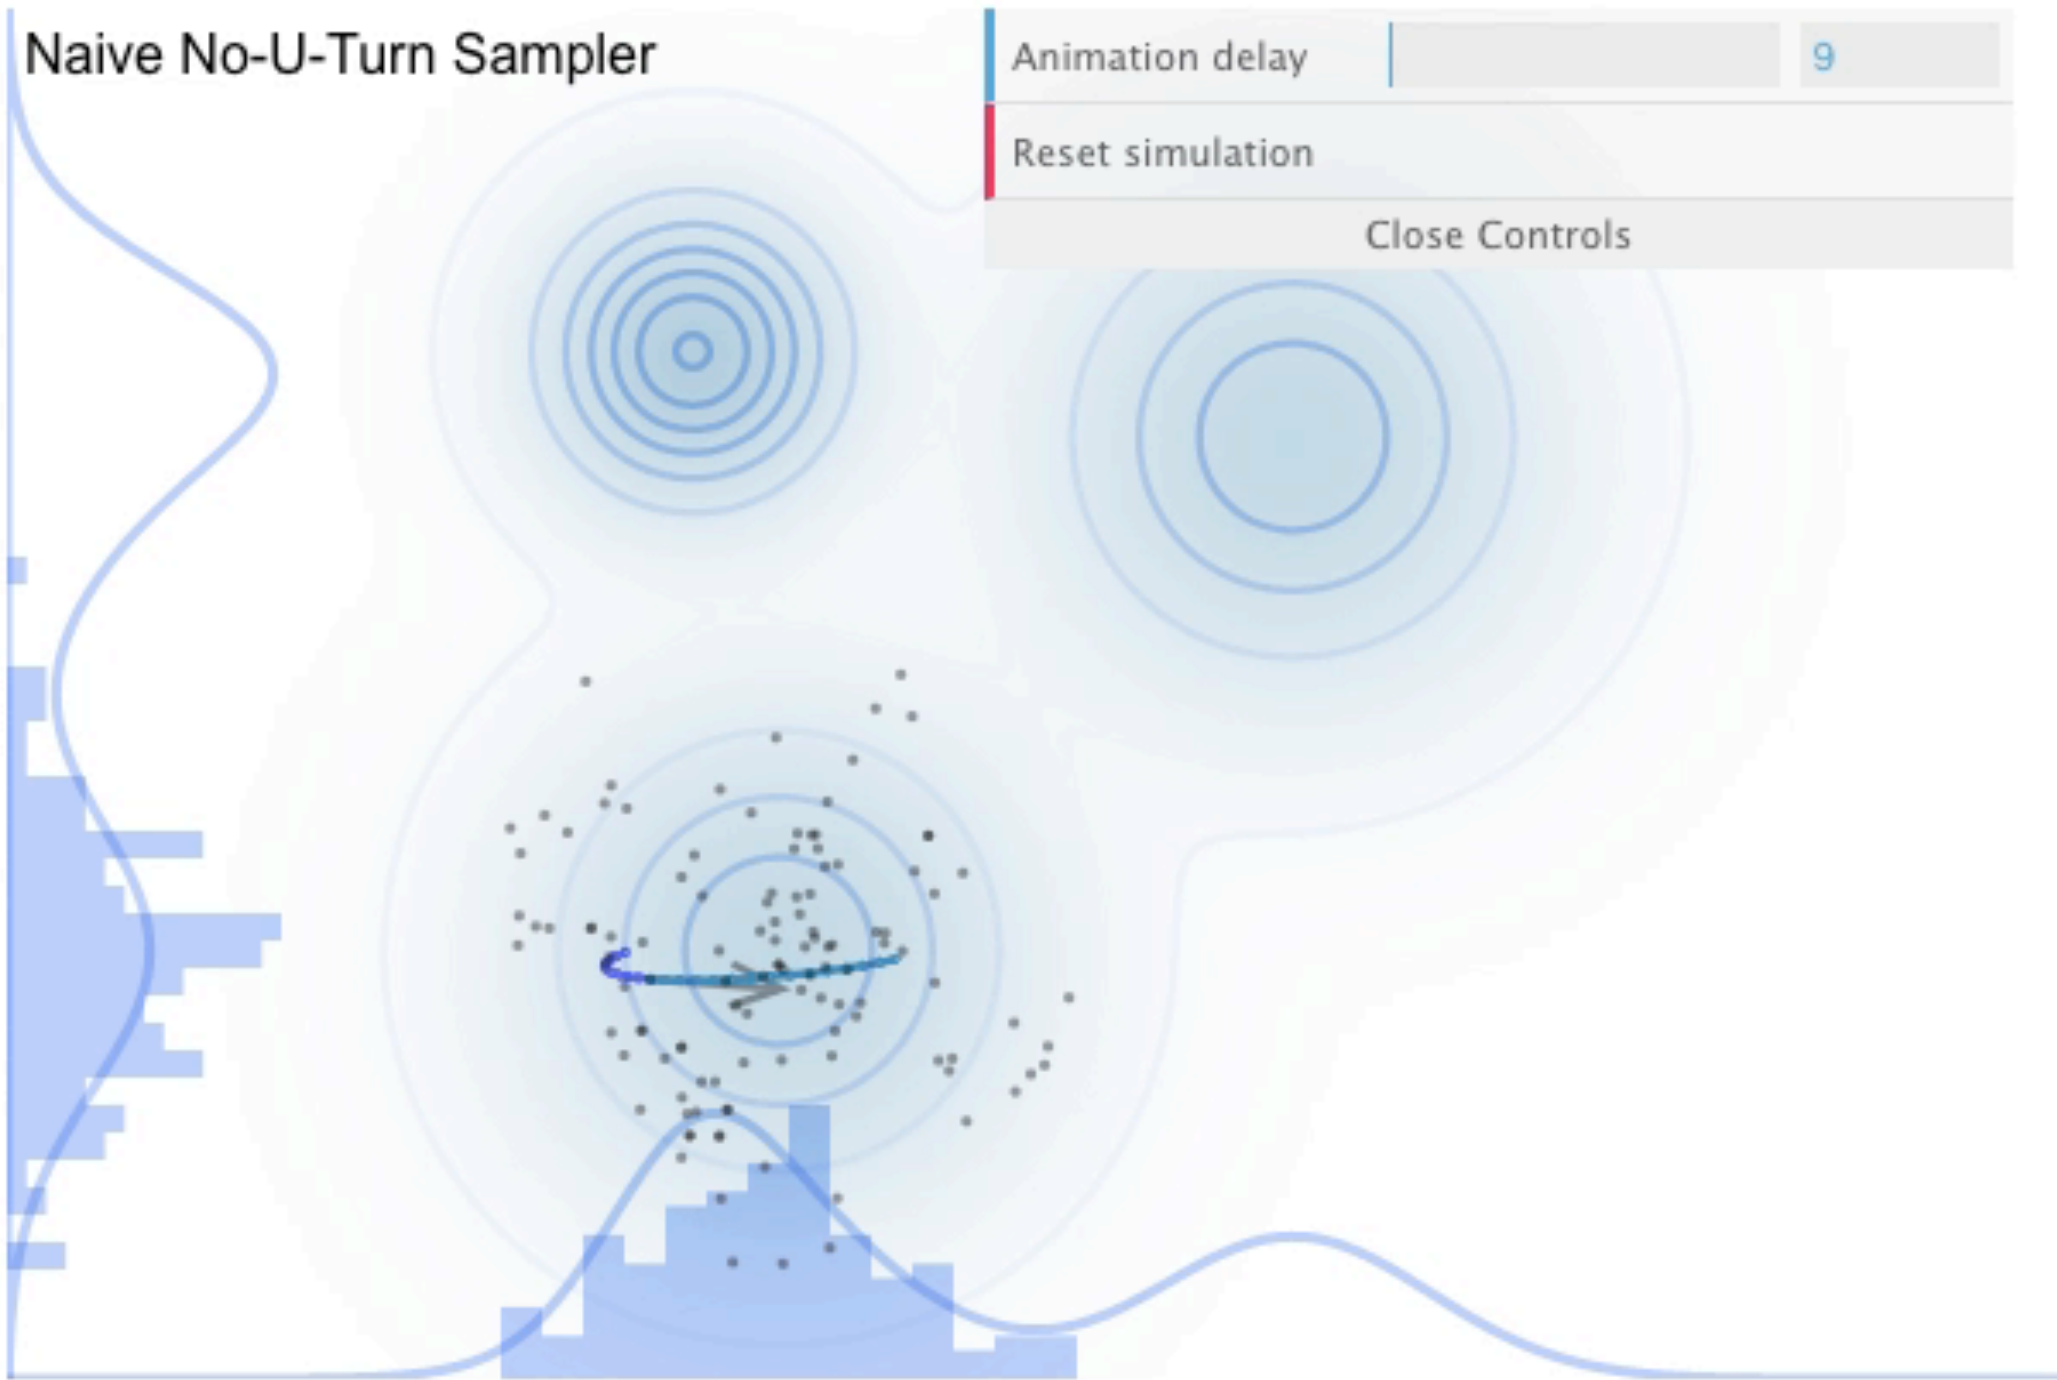 Naive No-U-Turn Sampler
Animation delay 9
Reset simulation
Close Controls